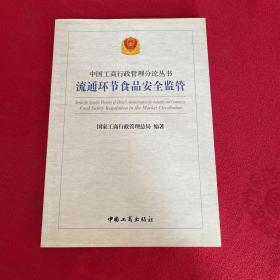 中国工商行政管理分论丛书
流通环节食品安全监管
Series for Specific Theories of China's Administration for Industry and Commerce
Food Safety Regulation in the Market Circulation
国家工商行政管理总局 编著
中国工商出版社